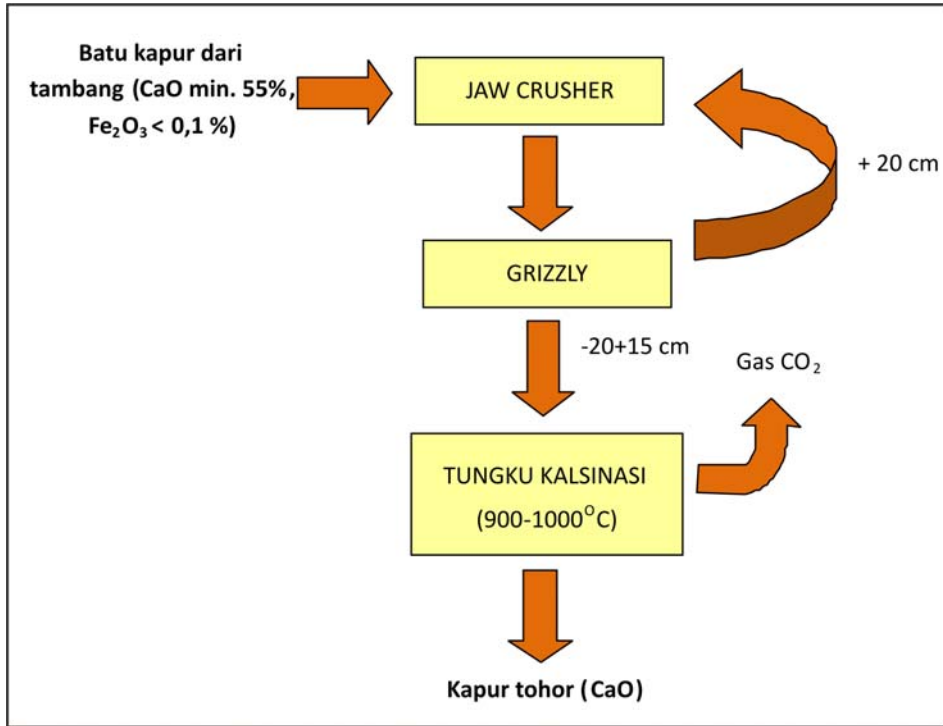 Batu kapur dari
tambang (CaO min. 55%,
Fe₂O₃ < 0,1 %)
JAW CRUSHER
+ 20 cm
GRIZZLY
-20+15 cm
Gas CO₂
TUNGKU KALSINASI
(900-1000°C)
Kapur tohor (CaO)